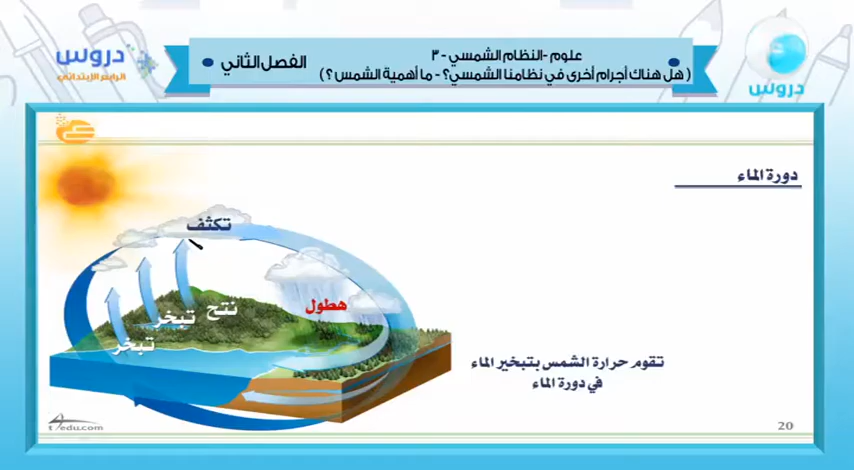 دروس
الرابع الإبتدائي
علوم -النظام الشمسي - ٣
( هل هناك أجرام أخرى في نظامنا الشمسي؟ - ما أهمية الشمس ؟ )
الفصل الثاني
دروس
دورة الماء
تكثف
هطول
نتح
تبخر
تبخر
تقوم حرارة الشمس بتبخير الماء
في دورة الماء
t4edu.com
20